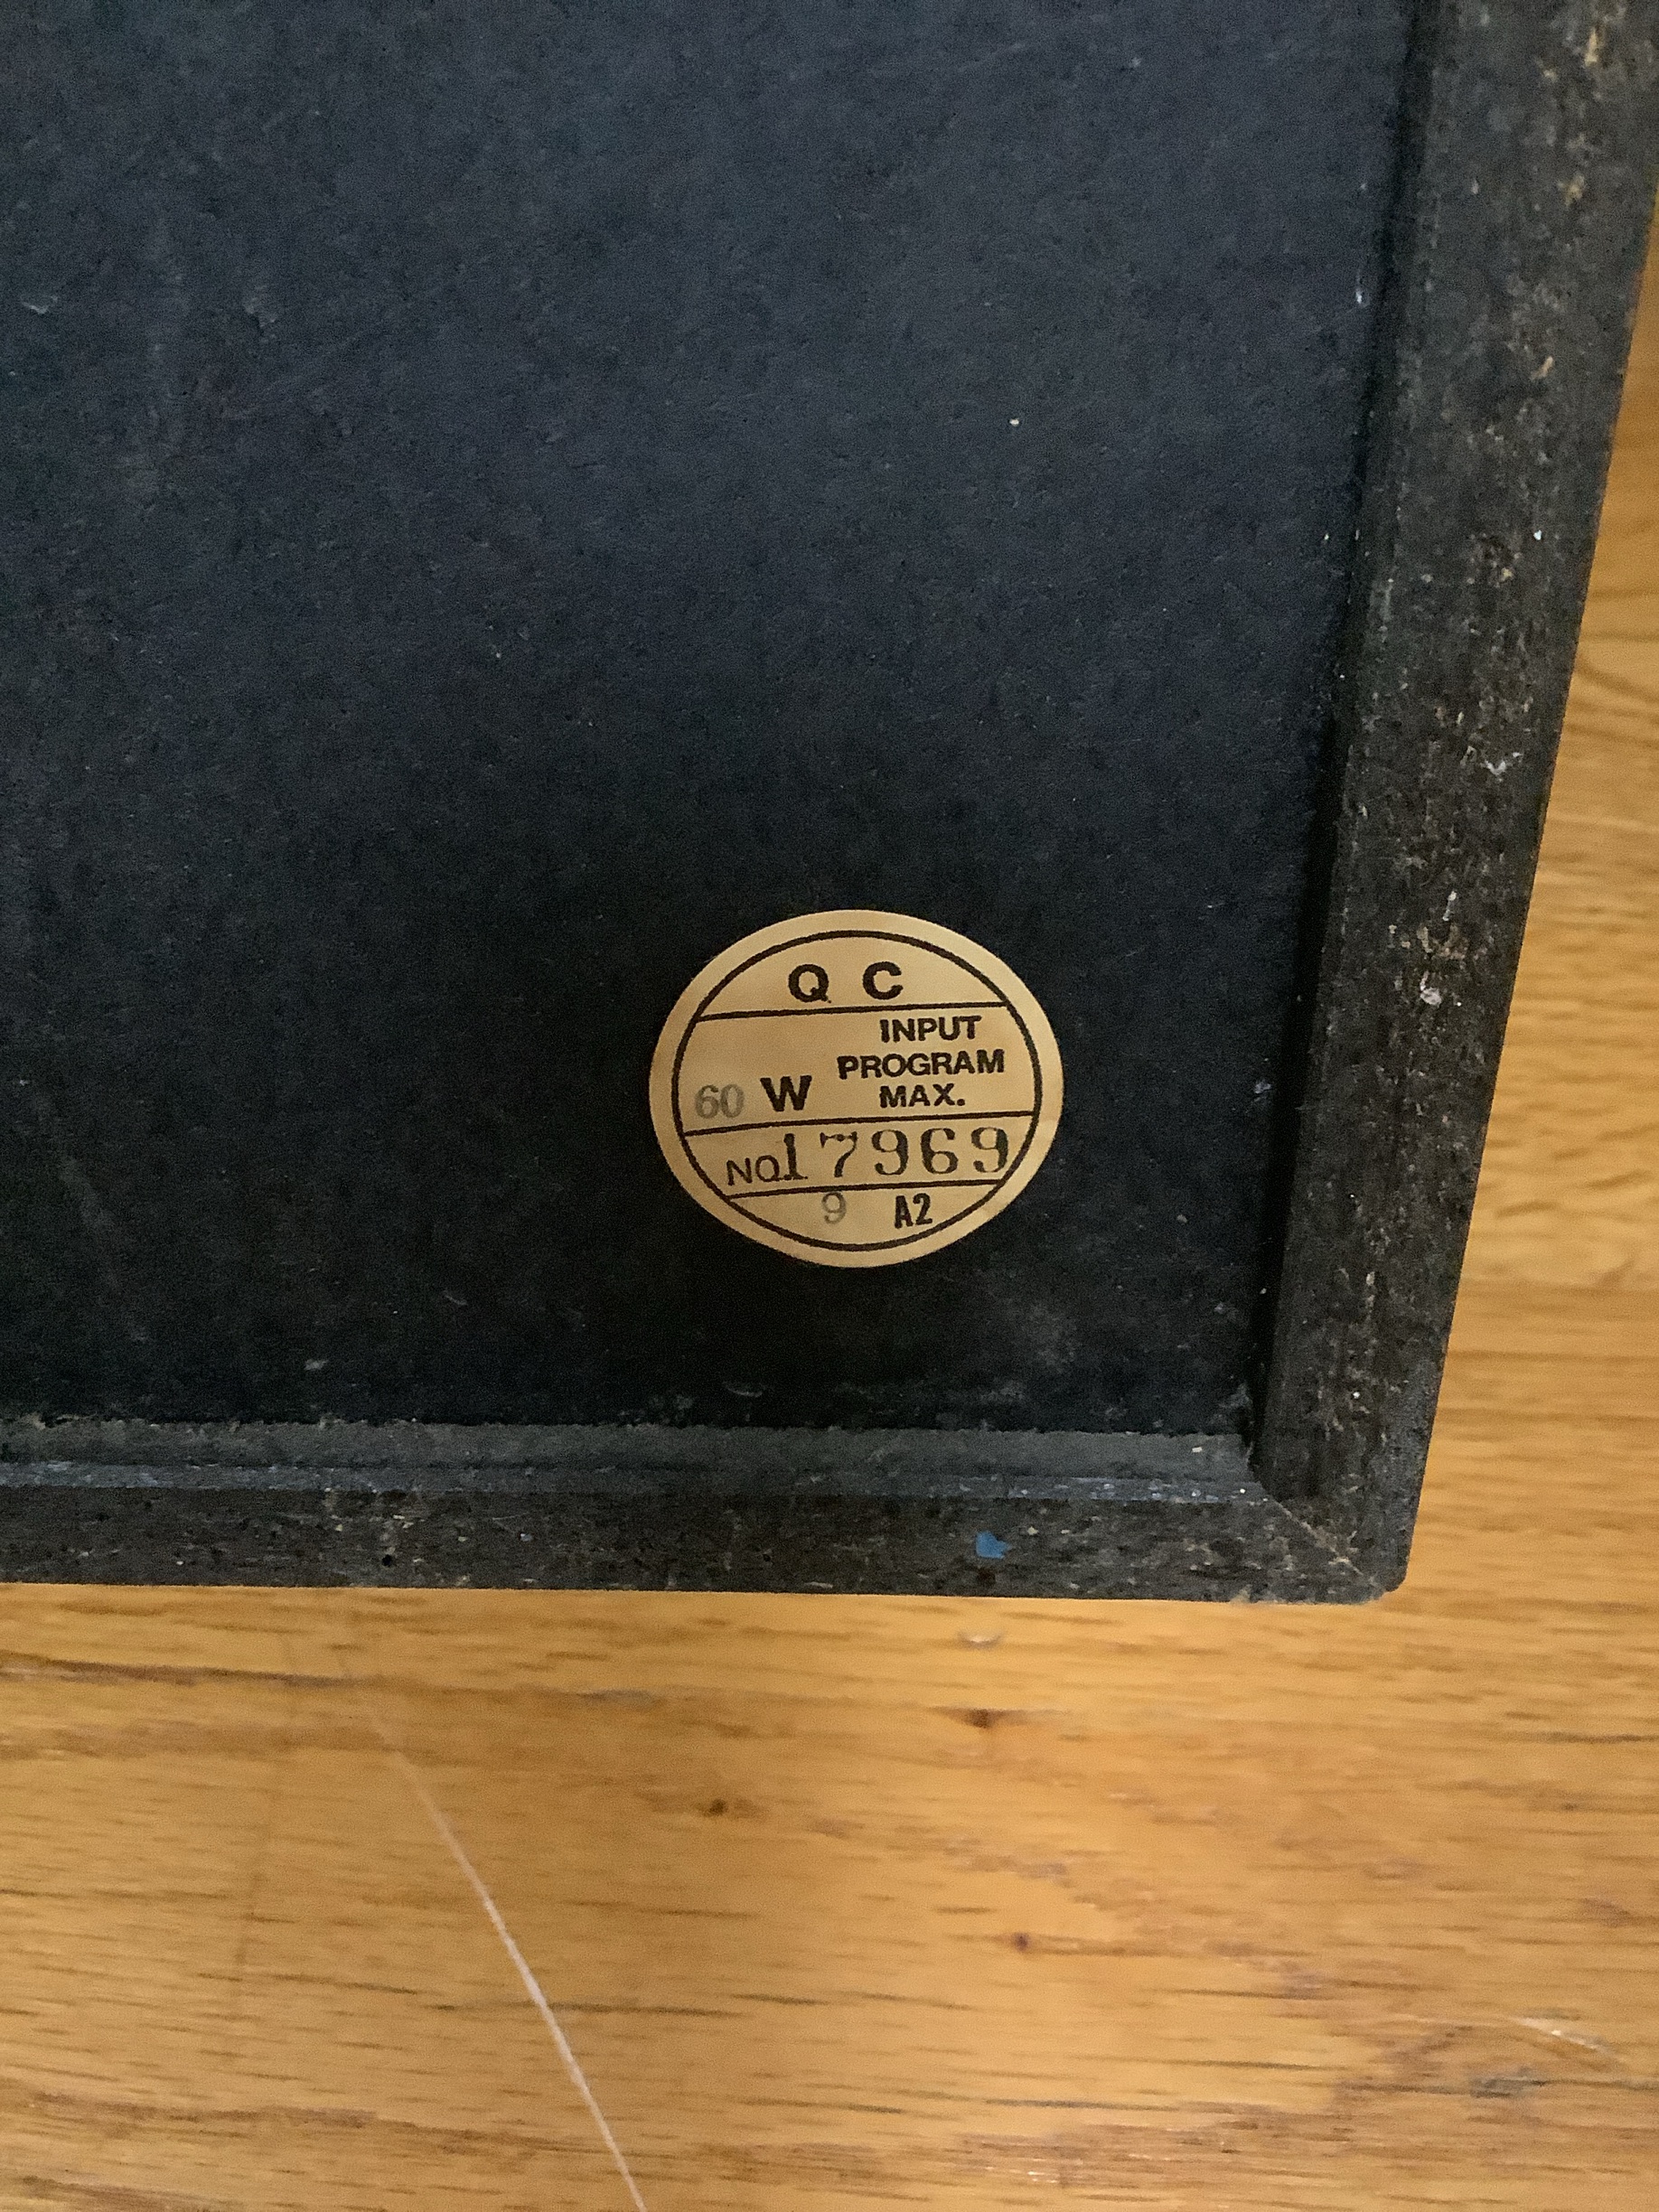 Q C
INPUT
PROGRAM
60 W MAX.
NO.17969
9 A2